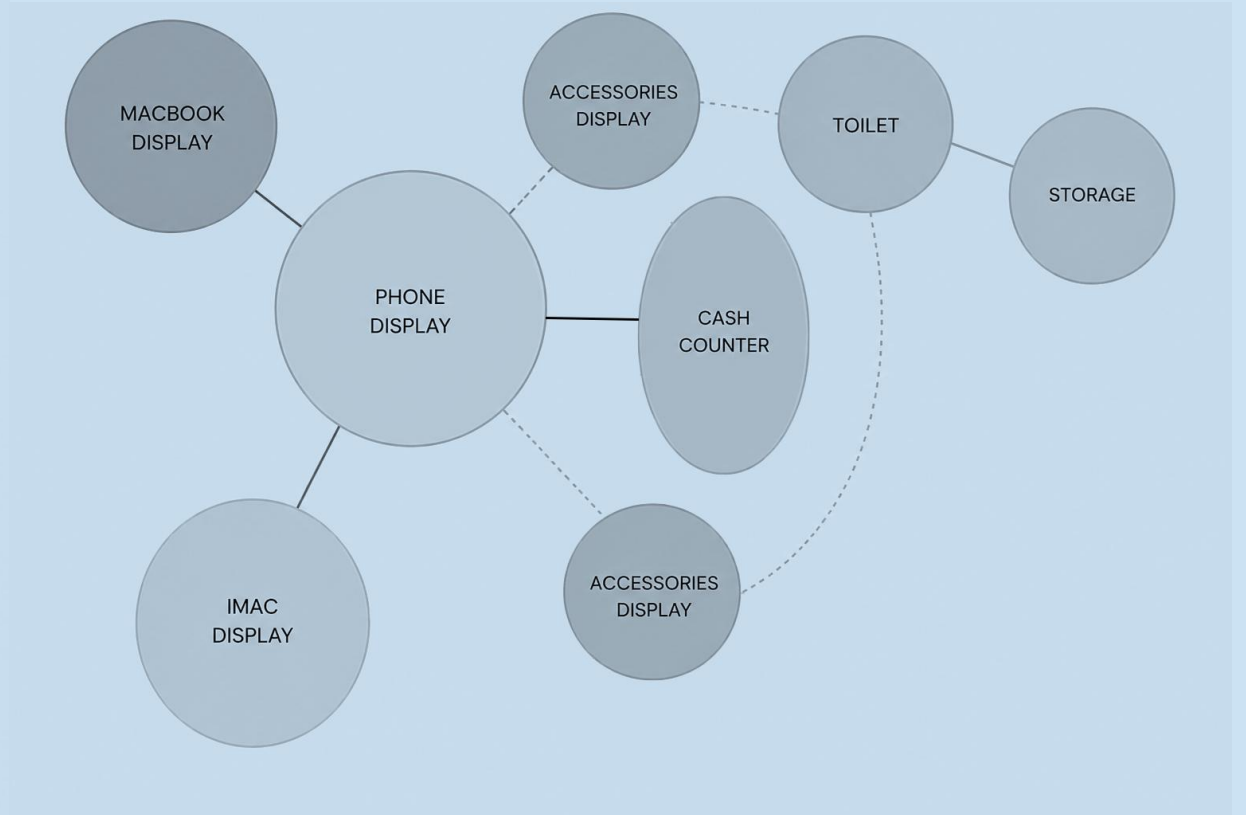 MACBOOK
DISPLAY
ACCESSORIES
DISPLAY
TOILET
STORAGE
PHONE
DISPLAY
CASH
COUNTER
IMAC
DISPLAY
ACCESSORIES
DISPLAY